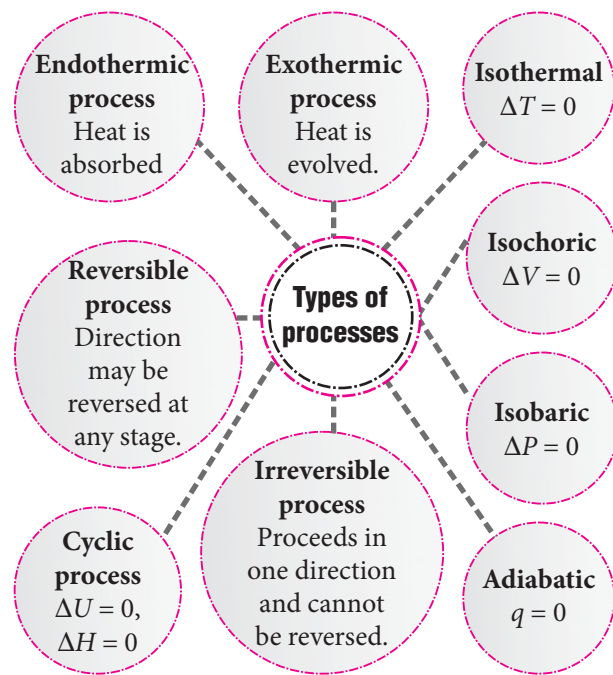 Endothermic
process
Heat is
absorbed
Exothermic
process
Heat is
evolved.
Isothermal
ΔT = 0
Isochoric
ΔV = 0
Reversible
process
Direction
may be
reversed at
any stage.
Types of
processes
Isobaric
ΔP = 0
Irreversible
process
Proceeds in
one direction
and cannot
be reversed.
Cyclic
process
ΔU = 0,
ΔH = 0
Adiabatic
q = 0